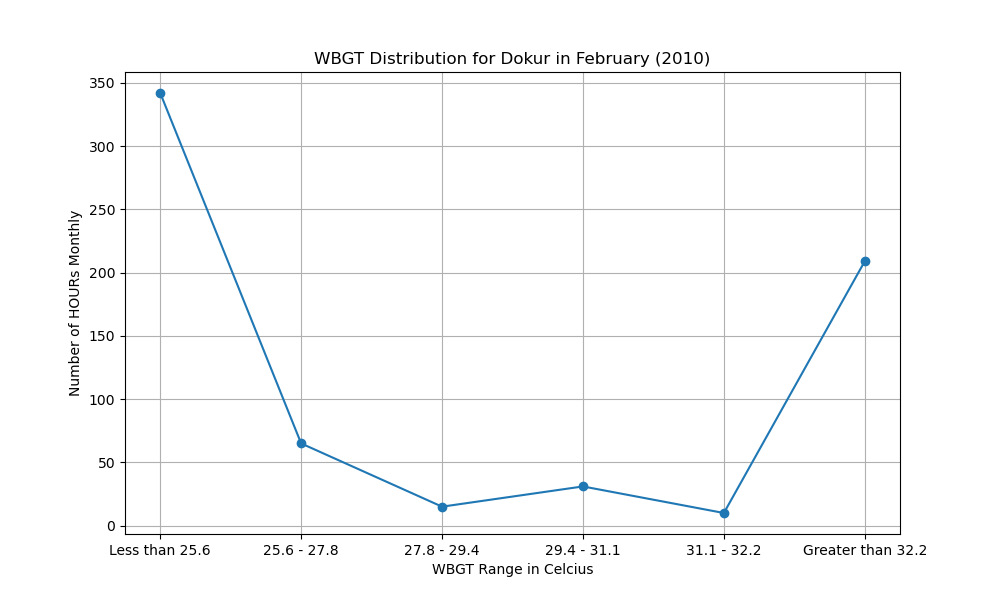 WBGT Distribution for Dokur in February (2010)
Number of HOURs Monthly
350
300
250
200
150
100
50
0
Less than 25.6
25.6 - 27.8
27.8 - 29.4
29.4 - 31.1
31.1 - 32.2
Greater than 32.2
WBGT Range in Celcius